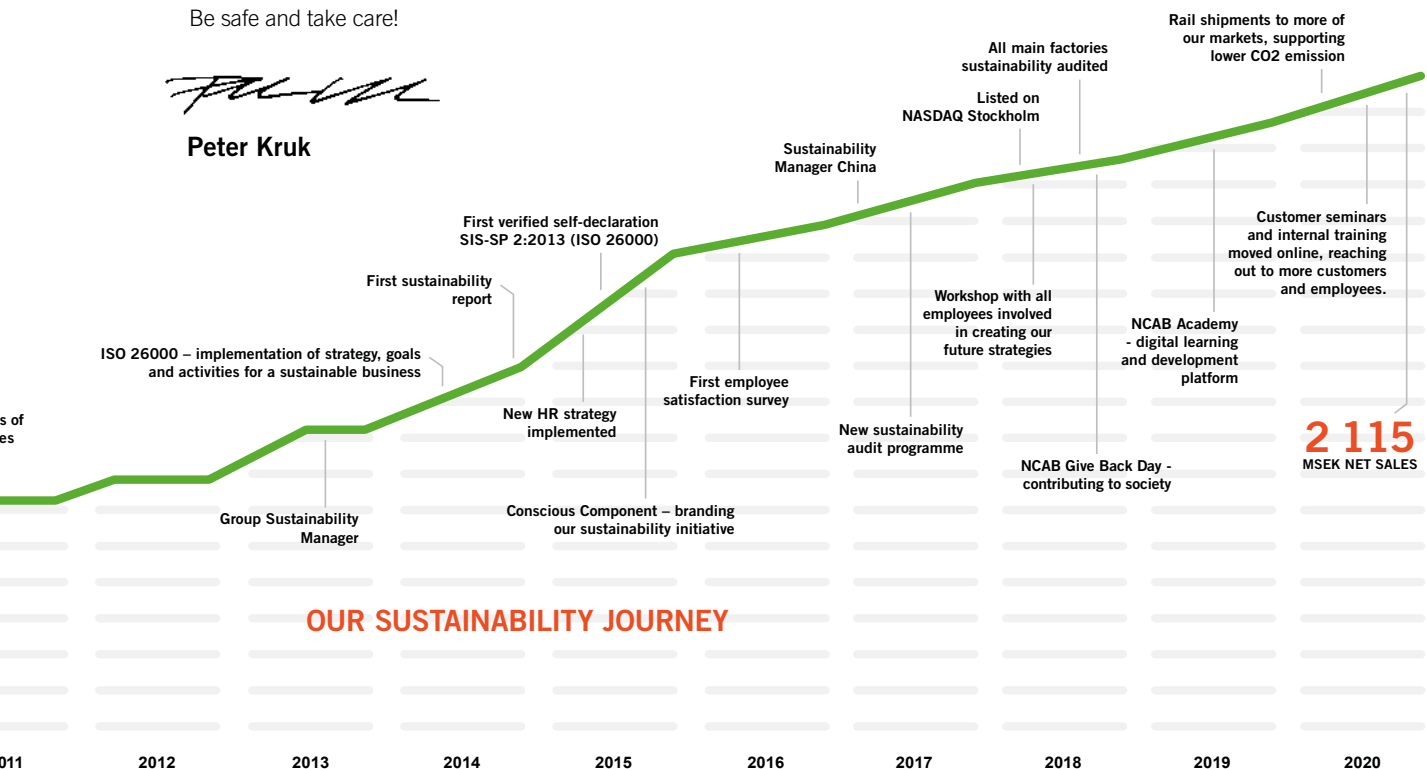 Be safe and take care!
Peter Kruk
Rail shipments to more of
our markets, supporting
lower CO2 emission
All main factories
sustainability audited
Listed on
NASDAQ Stockholm
Sustainability
Manager China
First verified self-declaration
SIS-SP 2:2013 (ISO 26000)
First sustainability
report
ISO 26000 – implementation of strategy, goals
and activities for a sustainable business
of
Customer seminars
and internal training
moved online, reaching
out to more customers
and employees.
Workshop with all
employees involved
in creating our
future strategies
NCAB Academy
- digital learning
and development
platform
First employee
satisfaction survey
New HR strategy
implemented
New sustainability
audit programme
2 115
MSEK NET SALES
NCAB Give Back Day -
contributing to society
Group Sustainability
Manager
Conscious Component – branding
our sustainability initiative
OUR SUSTAINABILITY JOURNEY
011 2012 2013 2014 2015 2016 2017 2018 2019 2020